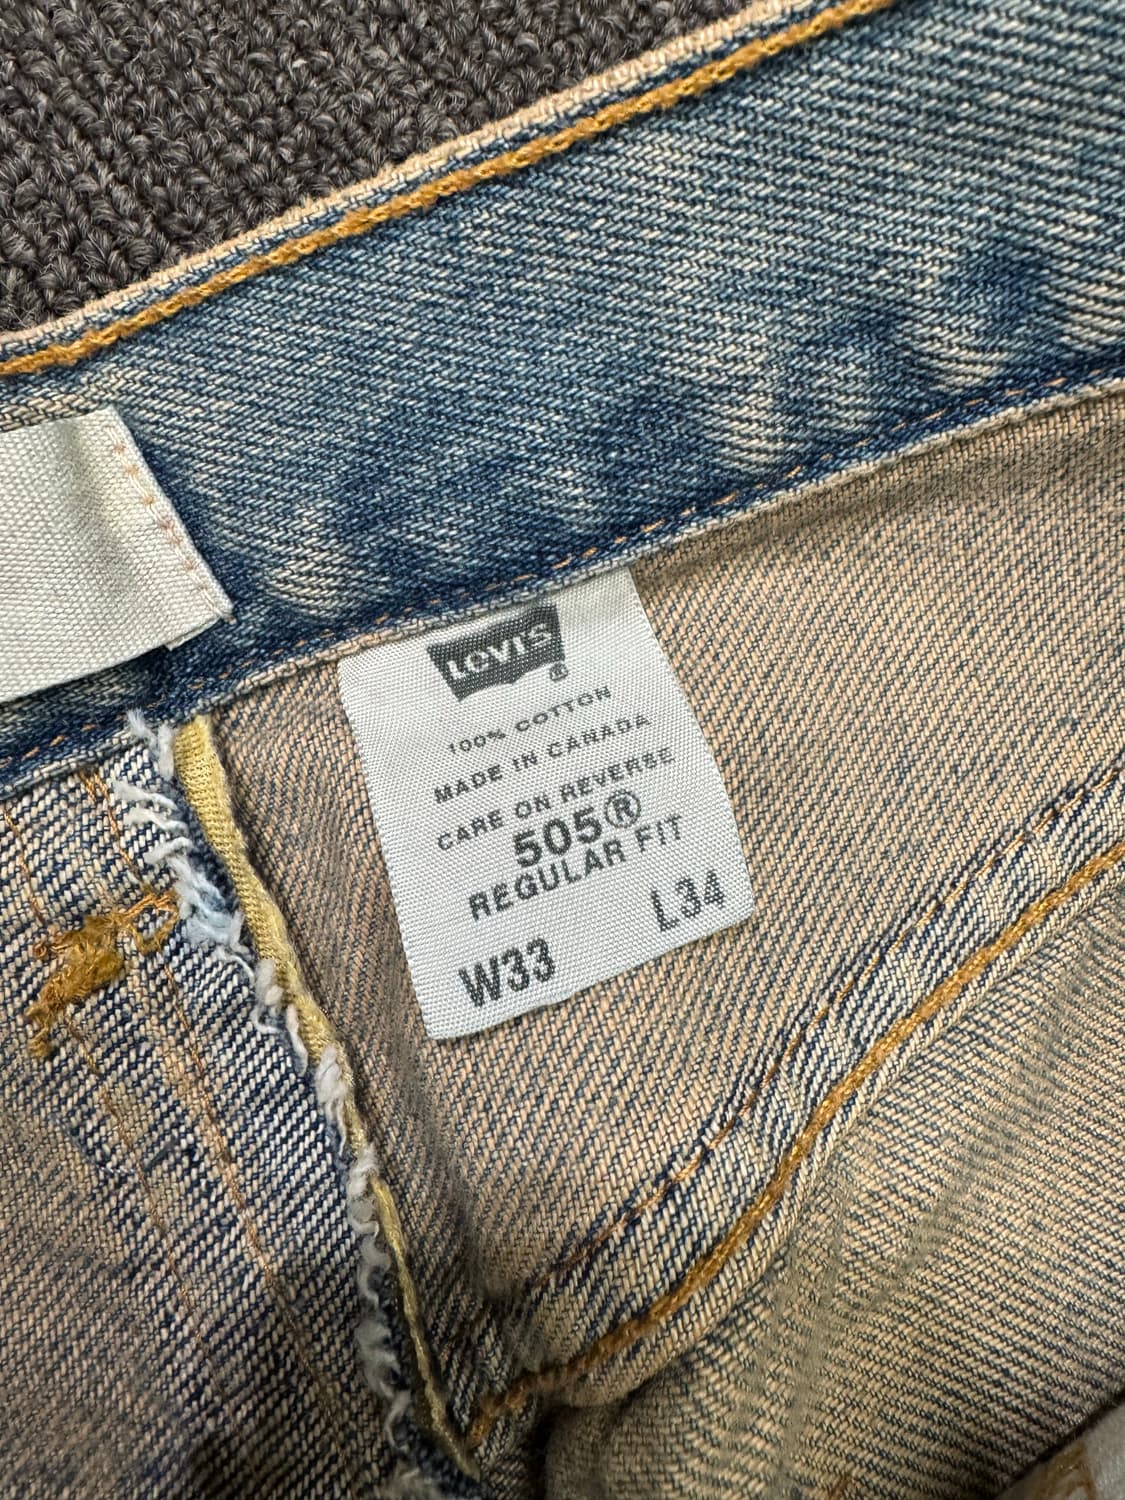 LEVI'S®
100% COTTON
MADE IN CANADA
CARE ON REVERSE
505®
REGULAR FIT
W33 L34